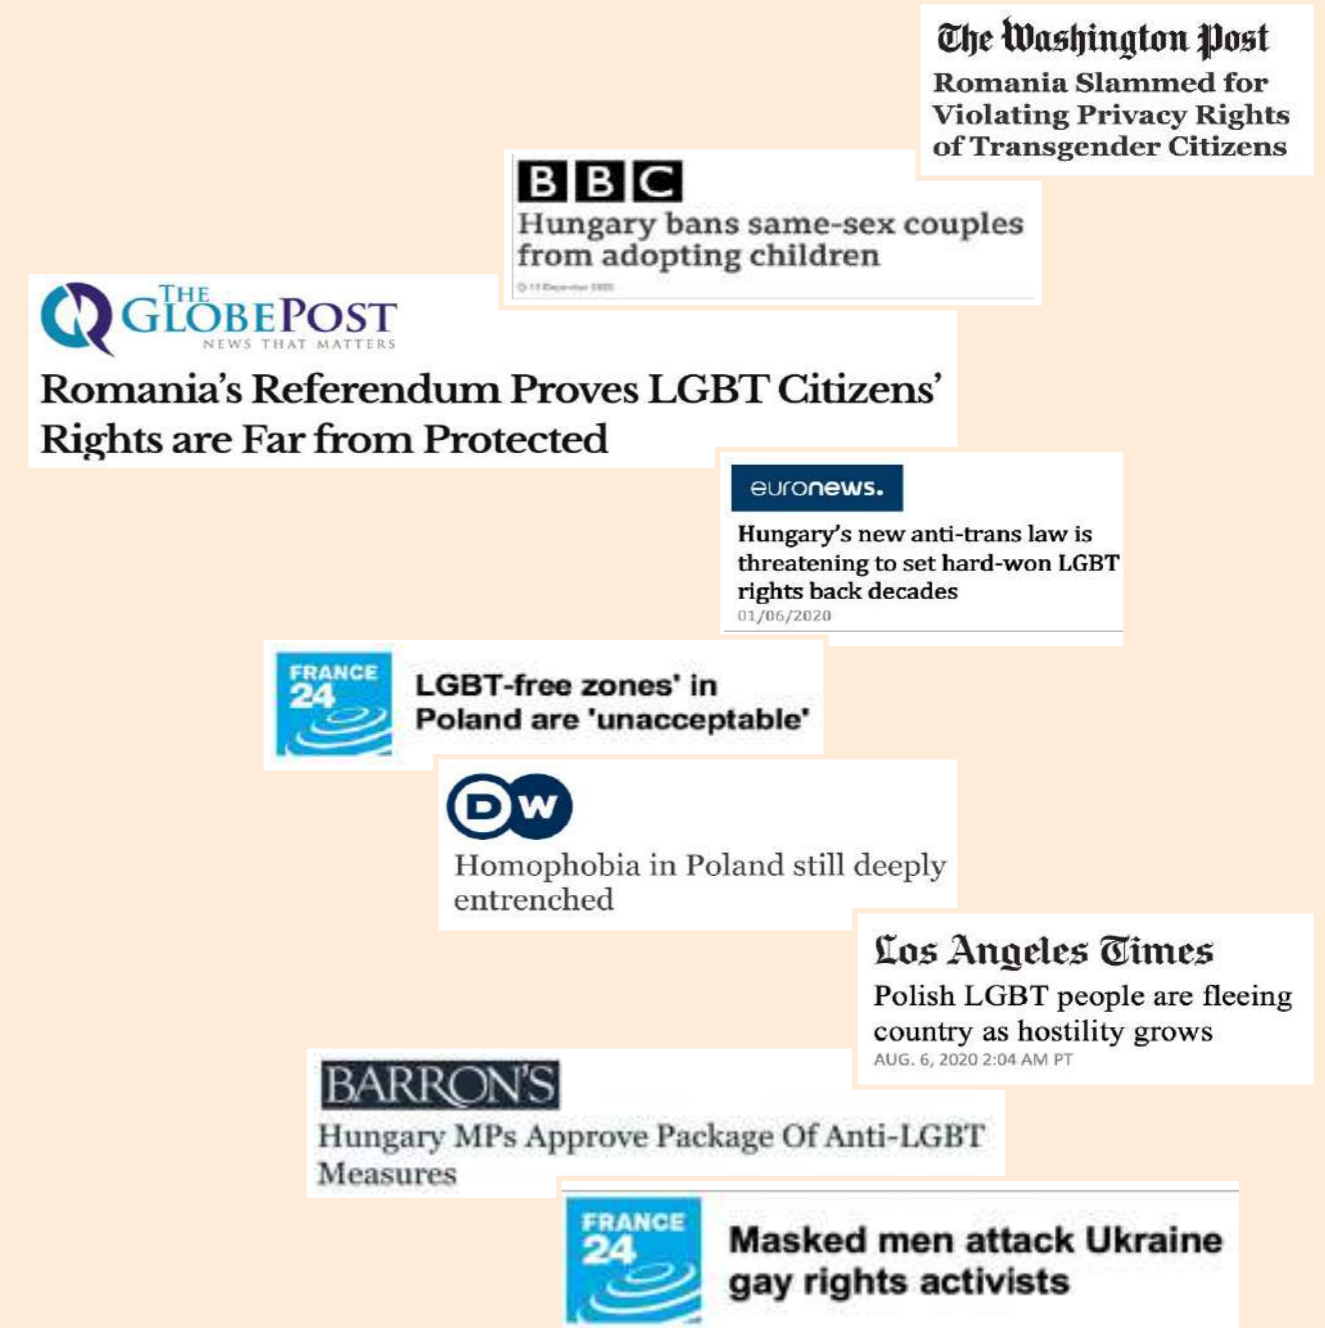 The Washington Post
Romania Slammed for
Violating Privacy Rights
of Transgender Citizens
BBC
Hungary bans same-sex couples
from adopting children
THE
GLOBEPOST
NEWS THAT MATTERS
Romania's Referendum Proves LGBT Citizens'
Rights are Far from Protected
euronews.
Hungary's new anti-trans law is
threatening to set hard-won LGBT
rights back decades
01/06/2020
FRANCE
24
LGBT-free zones' in
Poland are 'unacceptable'
DW
Homophobia in Poland still deeply
entrenched
Los Angeles Times
Polish LGBT people are fleeing
country as hostility grows
AUG. 6, 2020 2:04 AM PT
BARRON'S
Hungary MPs Approve Package Of Anti-LGBT
Measures
FRANCE
24
Masked men attack Ukraine
gay rights activists